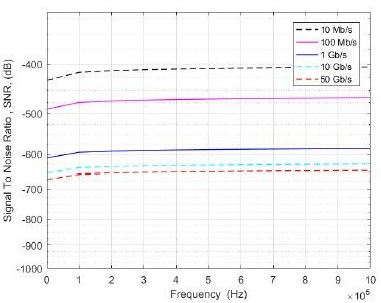 10 Mb/s
100 Mb/s
1 Gb/s
10 Gb/s
50 Gb/s
Signal To Noise Ratio , SNR, (dB)
-400
-500
-600
-700
-800
-900
-1000
0 1 2 3 4 5 6 7 8 9 10
Frequency (Hz)